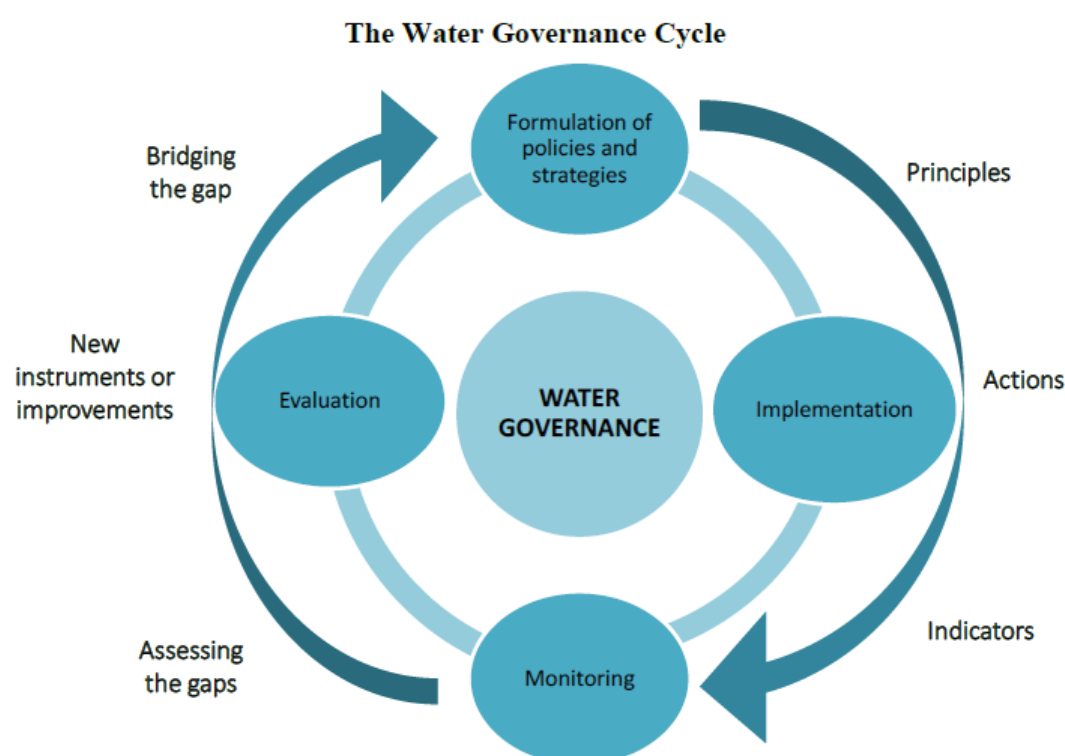 The Water Governance Cycle
Formulation of
policies and
strategies
Bridging
the gap
Principles
New
instruments or
improvements
Evaluation
WATER
GOVERNANCE
Implementation
Actions
Assessing
the gaps
Monitoring
Indicators